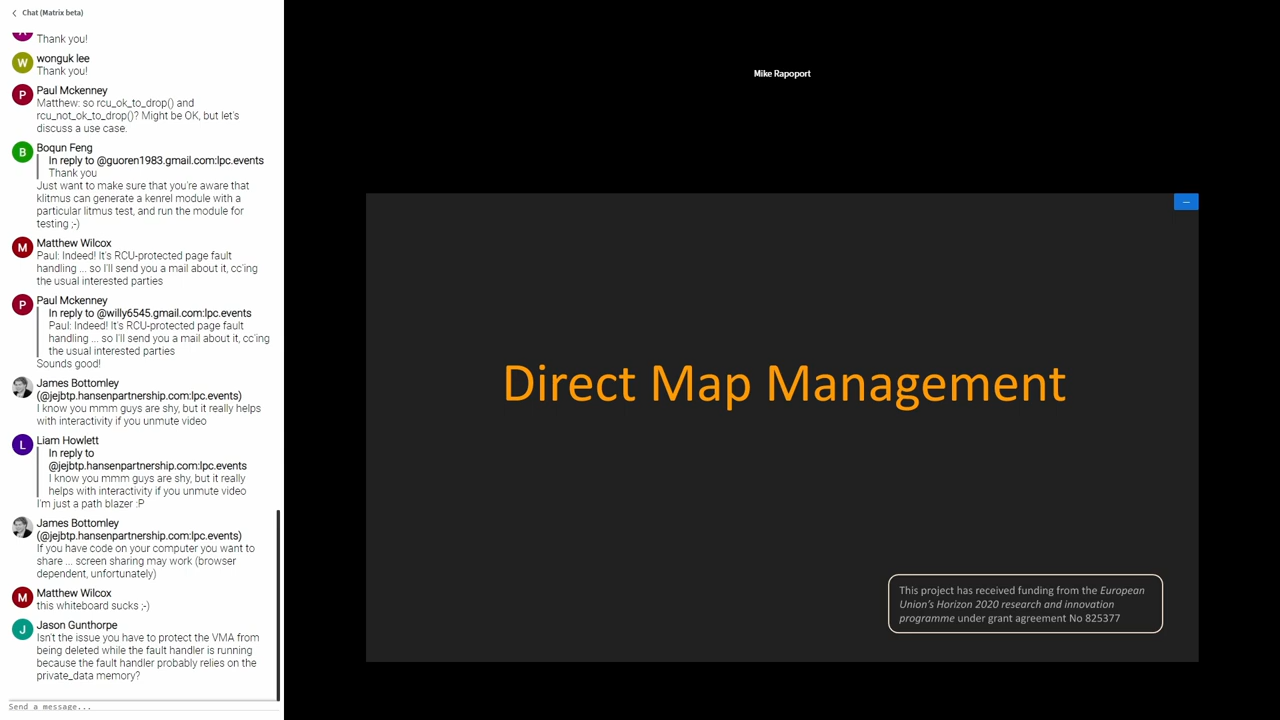 Chat (Matrix beta)
Thank you!
W
wonguk lee
Thank you!
P
Paul Mckenney
Matthew: so rcu_ok_to_drop() and
rcu_not_ok_to_drop()? Might be OK, but let's
discuss a use case.
B
Boqun Feng
In reply to @guoren1983.gmail.com:lpc.events
Thank you
Just want to make sure that you're aware that
klitmus can generate a kenrel module with a
particular litmus test, and run the module for
testing ;-)
M
Matthew Wilcox
Paul: Indeed! It's RCU-protected page fault
handling ... so I'll send you a mail about it, cc'ing
the usual interested parties
P
Paul Mckenney
In reply to @willy6545.gmail.com:lpc.events
Paul: Indeed! It's RCU-protected page fault
handling ... so I'll send you a mail about it, cc'ing
the usual interested parties
Sounds good!
James Bottomley
(@jejbtp.hansenpartnership.com:lpc.events)
I know you mmm guys are shy, but it really helps
with interactivity if you unmute video
L
Liam Howlett
In reply to
@jejbtp.hansenpartnership.com:lpc.events
I know you mmm guys are shy, but it really
helps with interactivity if you unmute video
I'm just a path blazer :P
James Bottomley
(@jejbtp.hansenpartnership.com:lpc.events)
If you have code on your computer you want to
share ... screen sharing may work (browser
dependent, unfortunately)
M
Matthew Wilcox
this whiteboard sucks ;-)
J
Jason Gunthorpe
Isn't the issue you have to protect the VMA from
being deleted while the fault handler is running
because the fault handler probably relies on the
private_data memory?
Send a message...
Mike Rapoport
Direct Map Management
This project has received funding from the European
Union's Horizon 2020 research and innovation
programme under grant agreement No 825377